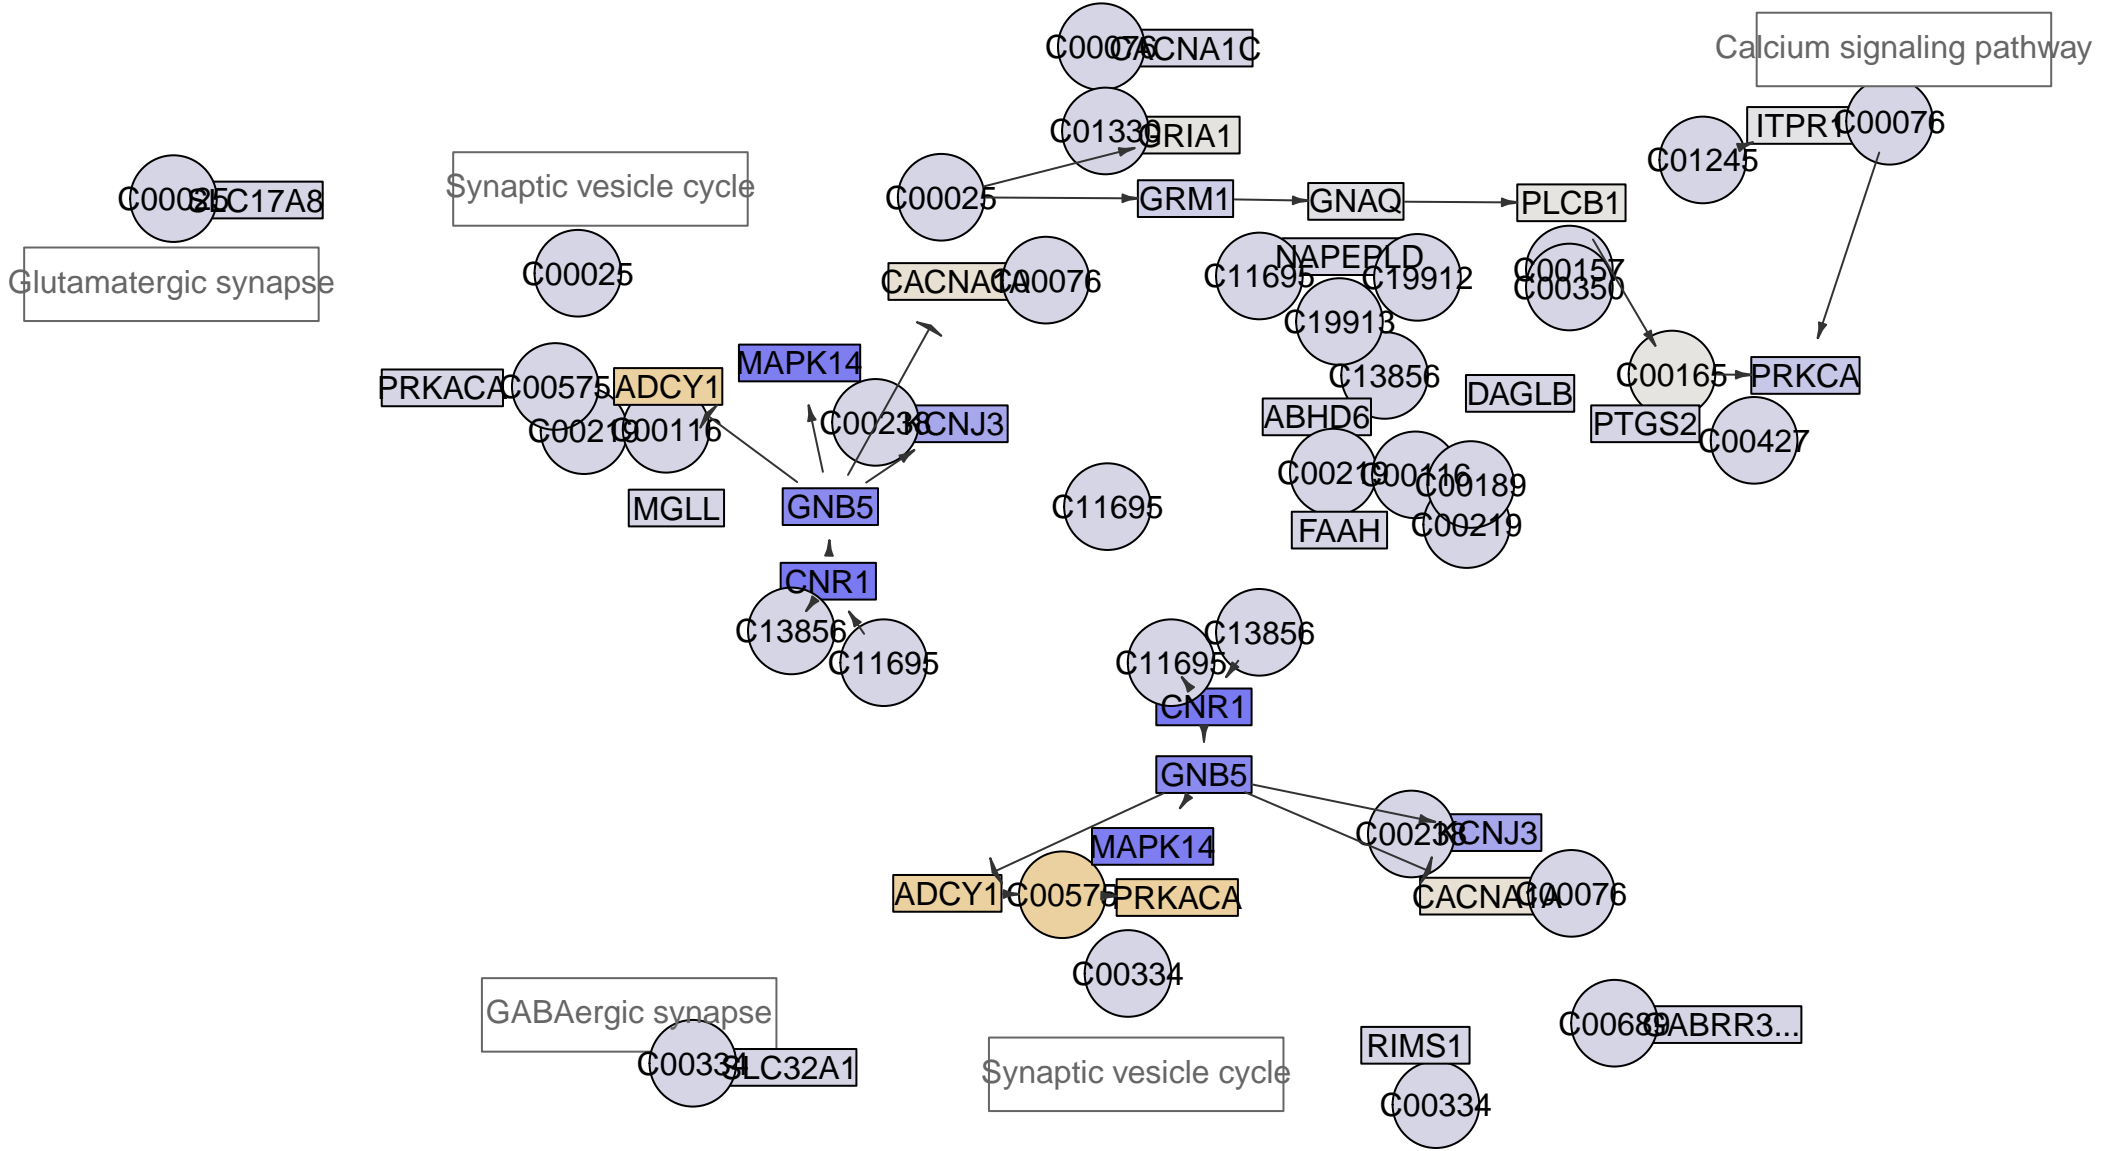 C00076
CACNA1C
Calcium signaling pathway
C01330
GRIA1
ITPR1
C00076
C01245
C00025
SLC17A8
Synaptic vesicle cycle
C00025
GRM1
GNAQ
PLCB1
Glutamatergic synapse
C00025
CACNA1A
C00076
C11695
NAPEPLD
C19912
C00157
C00350
C19913
MAPK14
C13856
C00165
PRKCA
PRKACA
C00575
ADCY1
DAGLB
C00219
C00116
C00238
KCNJ3
ABHD6
PTGS2
C00427
MGLL
GNB5
C11695
C00219
C00116
C00189
FAAH
C00219
CNR1
C13856
C11695
C11695
C13856
CNR1
GNB5
MAPK14
C00238
KCNJ3
ADCY1
C00575
PRKACA
CACNA1A
C00076
C00334
GABAergic synapse
C00334
SLC32A1
Synaptic vesicle cycle
RIMS1
C00334
C00689
GABRR3...